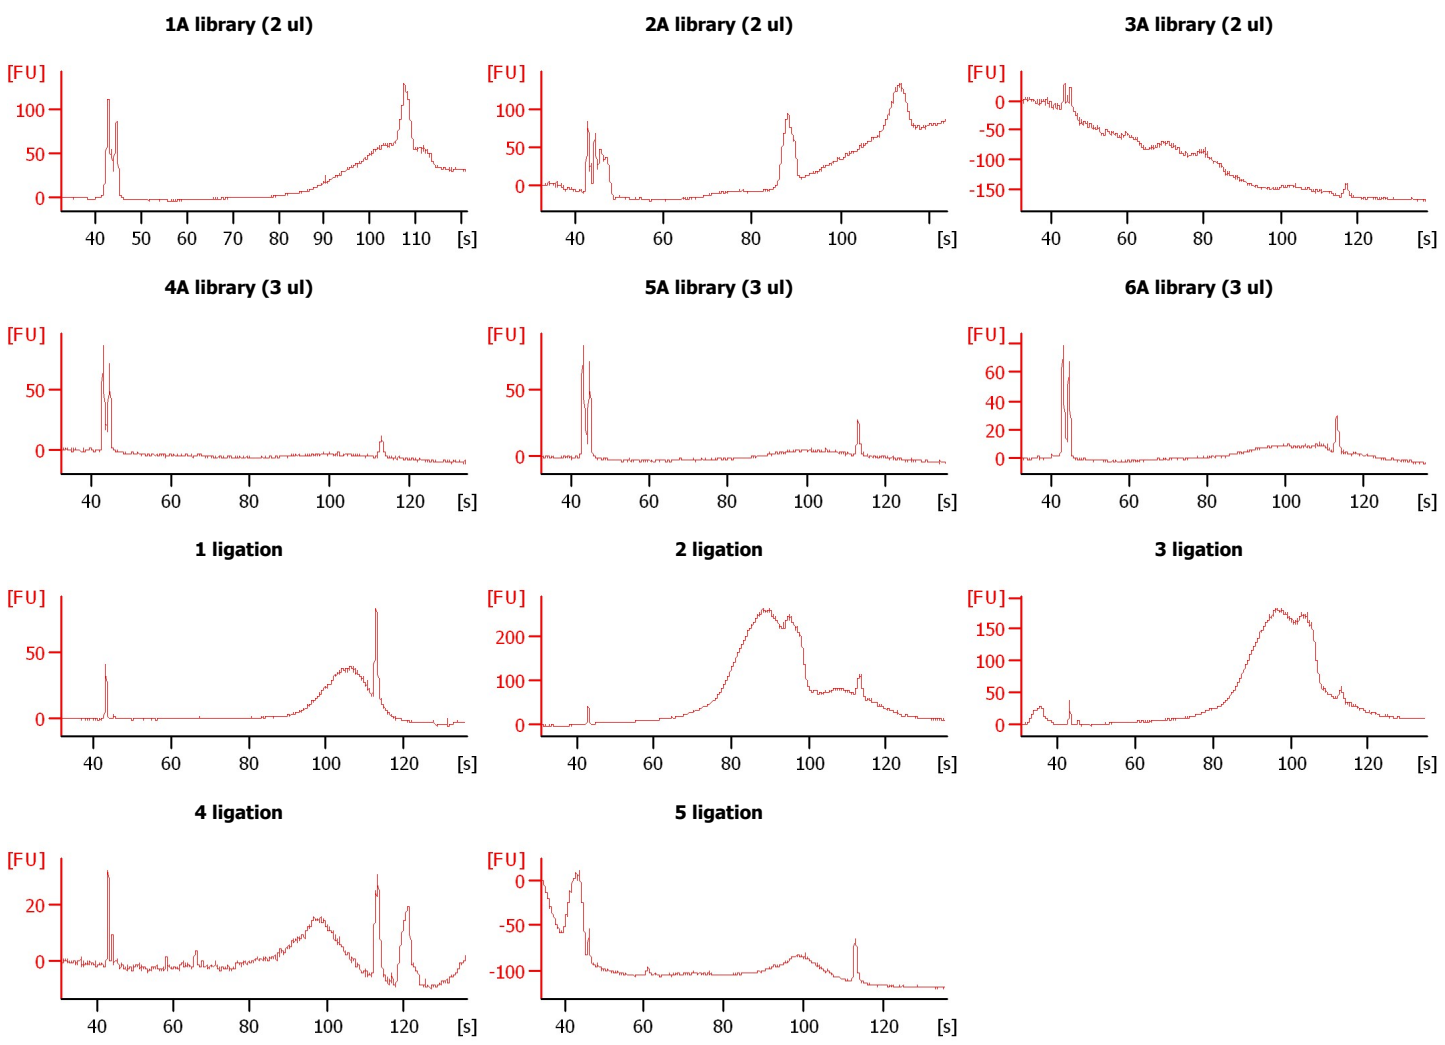 1A library (2 ul) 2A library (2 ul) 3A library (2 ul)
[FU] [FU] [FU]
100 50 0
100 50 0
0 -50 -100 -150
40 50 60 70 80 90 100 110 [s]
40 60 80 100 [s]
40 60 80 100 120 [s]
4A library (3 ul) 5A library (3 ul) 6A library (3 ul)
[FU] [FU] [FU]
50 0
50 0
60 40 20 0
40 60 80 100 120 [s]
40 60 80 100 120 [s]
40 60 80 100 120 [s]
1 ligation 2 ligation 3 ligation
[FU] [FU] [FU]
50 0
200 100 0
150 100 50 0
40 60 80 100 120 [s]
40 60 80 100 120 [s]
40 60 80 100 120 [s]
4 ligation 5 ligation
[FU] [FU]
20 0
0 -50 -100
40 60 80 100 120 [s]
40 60 80 100 120 [s]